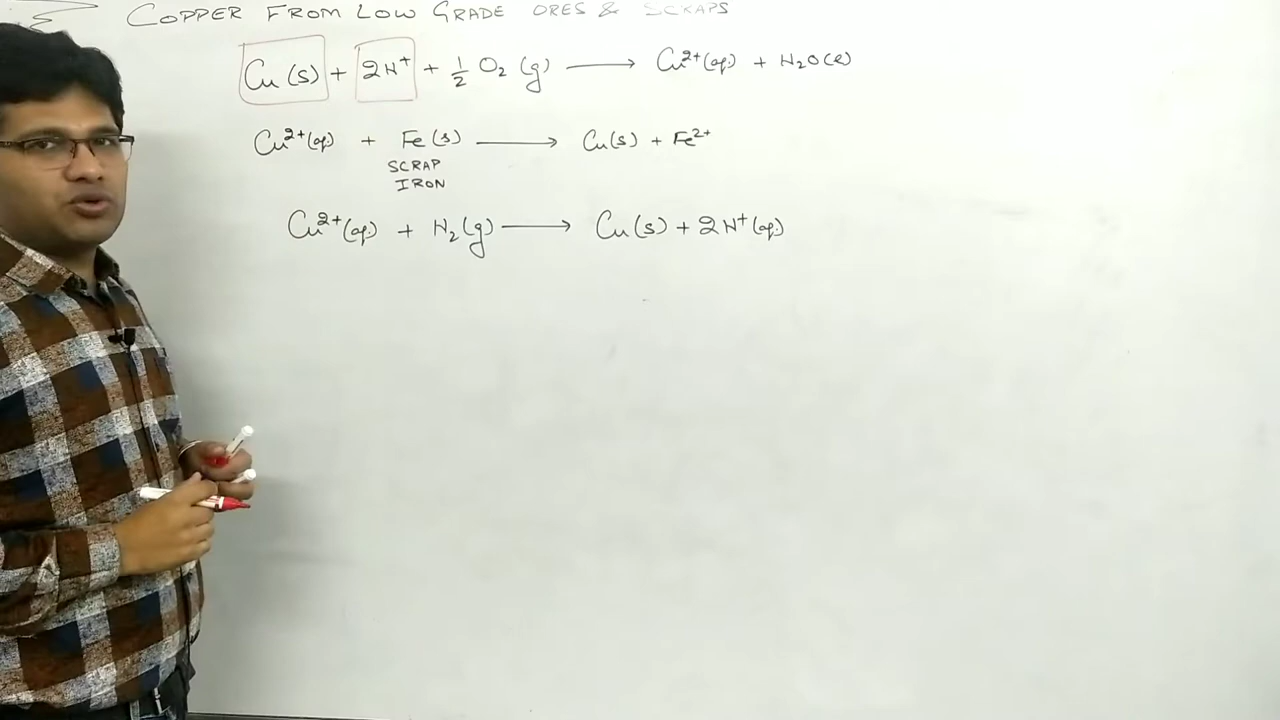 COPPER FROM LOW GRADE ORES & SCRAPS
Cu(s) + 2H⁺ + ½ O₂(g) → Cu²⁺(aq.) + H₂O(l)
Cu²⁺(aq.) + Fe(s) → Cu(s) + Fe²⁺
SCRAP
IRON
Cu²⁺(aq.) + H₂(g) → Cu(s) + 2H⁺(aq.)